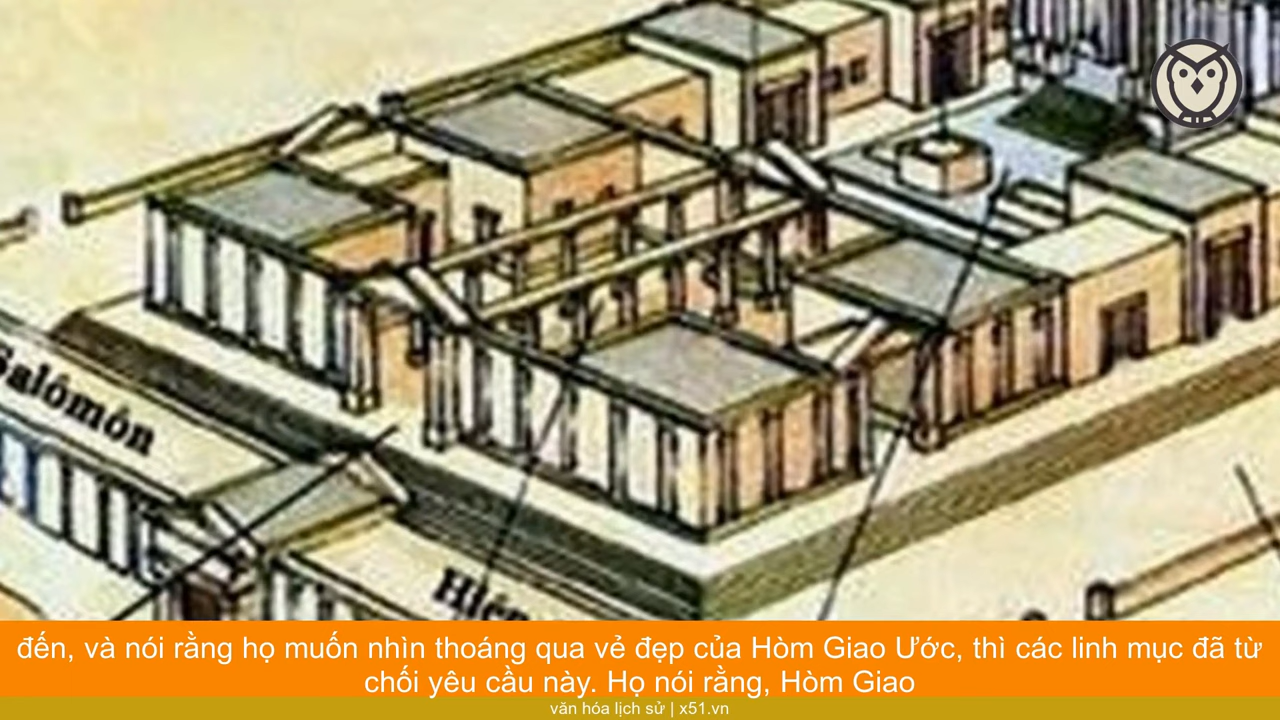 Salômôn
đến, và nói rằng họ muốn nhìn thoáng qua vẻ đẹp của Hòm Giao Ước, thì các linh mục đã từ
chối yêu cầu này. Họ nói rằng, Hòm Giao
văn hóa lịch sử | x51.vn